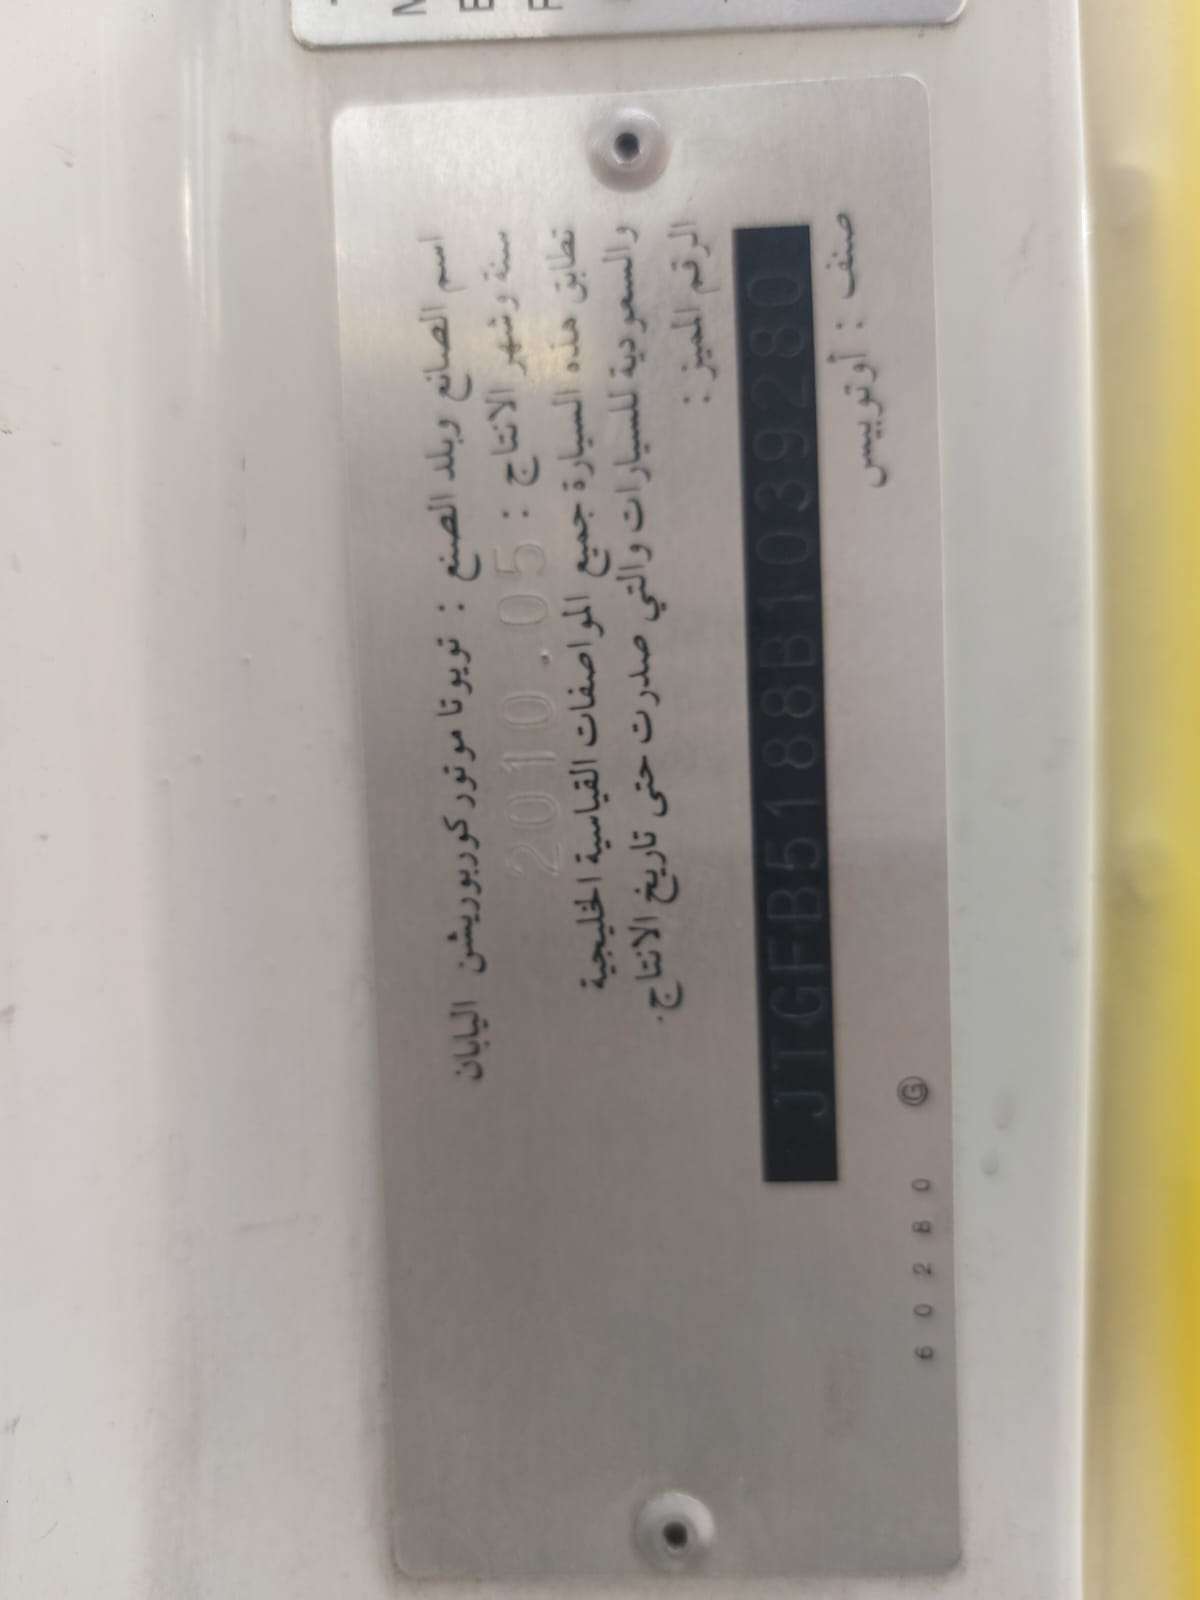 اسم الصانع وبلد الصنع : تويوتا موتور كوربوريشن اليابان
سنة وشهر الانتاج : 2010.05
تطابق هذه السيارة جميع المواصفات القياسية الخليجية
والسعودية للسيارات والتي صدرت حتى تاريخ الانتاج.
الرقم المميز :
JTGFB5188B1039280
صنف : أوتوبيس
60280 G